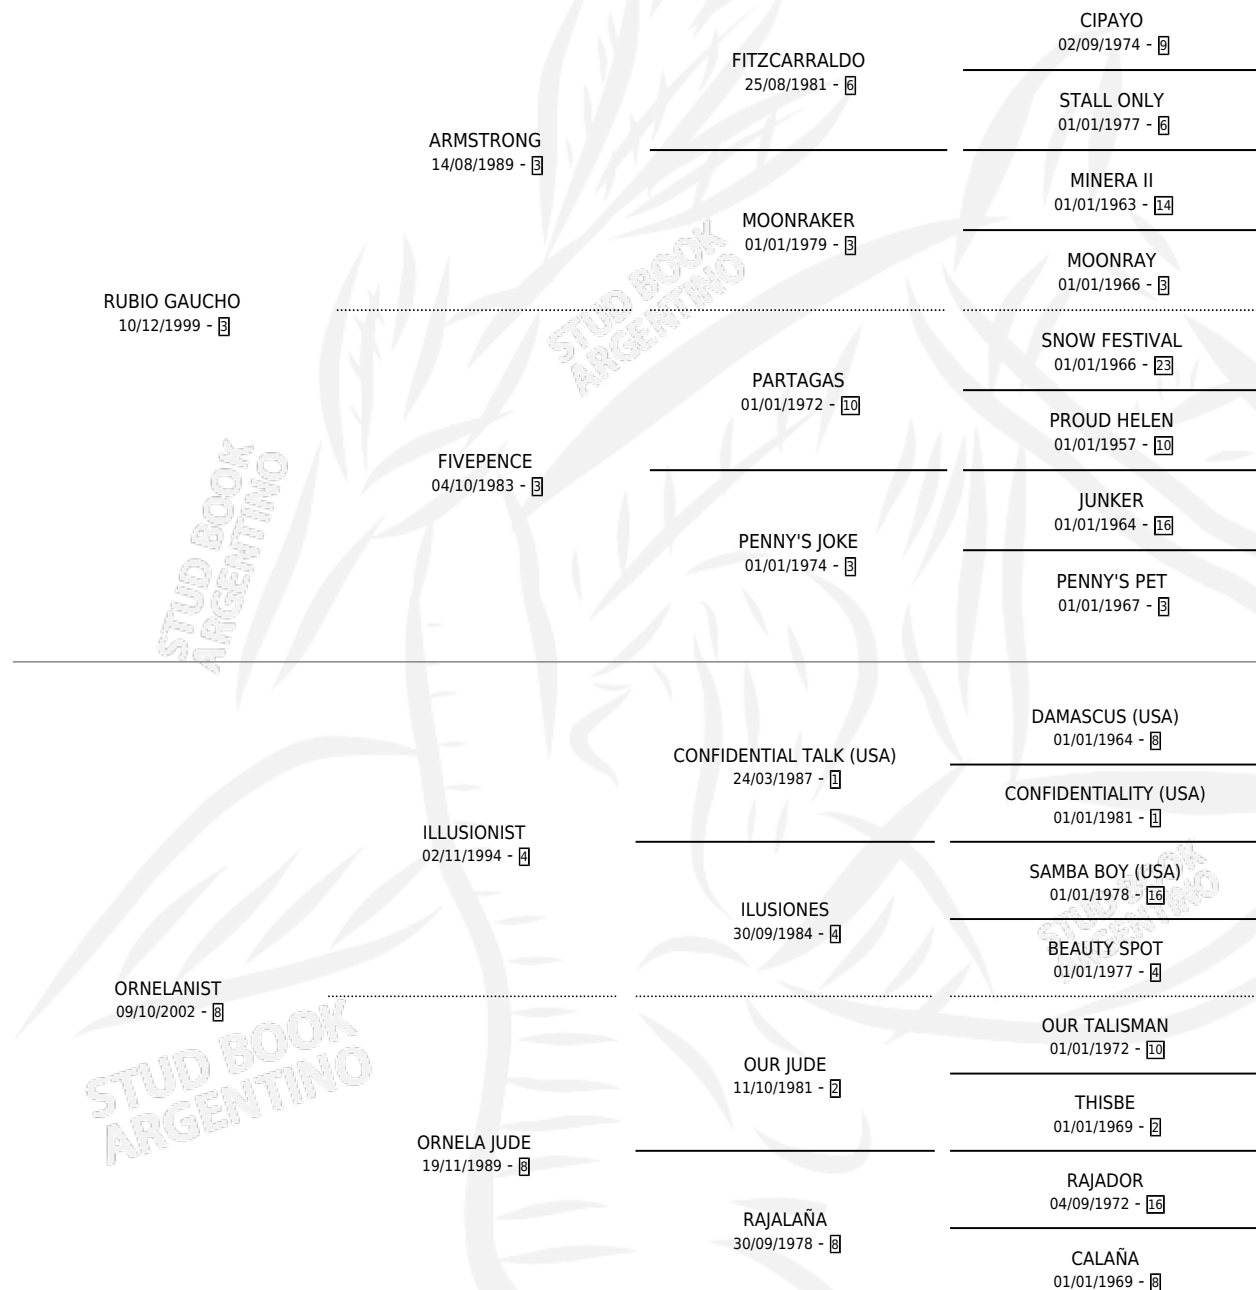 CIPAYO
02/09/1974 - 9
FITZCARRALDO
25/08/1981 - 6
STALL ONLY
01/01/1977 - 6
ARMSTRONG
14/08/1989 - 3
MINERA II
01/01/1963 - 14
MOONRAKER
01/01/1979 - 3
MOONRAY
01/01/1966 - 3
RUBIO GAUCHO
10/12/1999 - 3
STUD BOOK
ARGENTINO
SNOW FESTIVAL
01/01/1966 - 23
PARTAGAS
01/01/1972 - 10
PROUD HELEN
01/01/1957 - 10
FIVEPENCE
04/10/1983 - 3
JUNKER
01/01/1964 - 16
PENNY'S JOKE
01/01/1974 - 3
PENNY'S PET
01/01/1967 - 3
STUD BOOK
ARGENTINO
DAMASCUS (USA)
01/01/1964 - 8
CONFIDENTIAL TALK (USA)
24/03/1987 - 1
CONFIDENTIALITY (USA)
01/01/1981 - 1
ILLUSIONIST
02/11/1994 - 4
SAMBA BOY (USA)
01/01/1978 - 16
ILUSIONES
30/09/1984 - 4
STUD BOOK
ARGENTINO
BEAUTY SPOT
01/01/1977 - 4
ORNELANIST
09/10/2002 - 8
OUR TALISMAN
01/01/1972 - 10
STUD BOOK
ARGENTINO
OUR JUDE
11/10/1981 - 2
THISBE
01/01/1969 - 2
ORNELA JUDE
19/11/1989 - 8
RAJADOR
04/09/1972 - 16
RAJALAÑA
30/09/1978 - 8
CALAÑA
01/01/1969 - 8